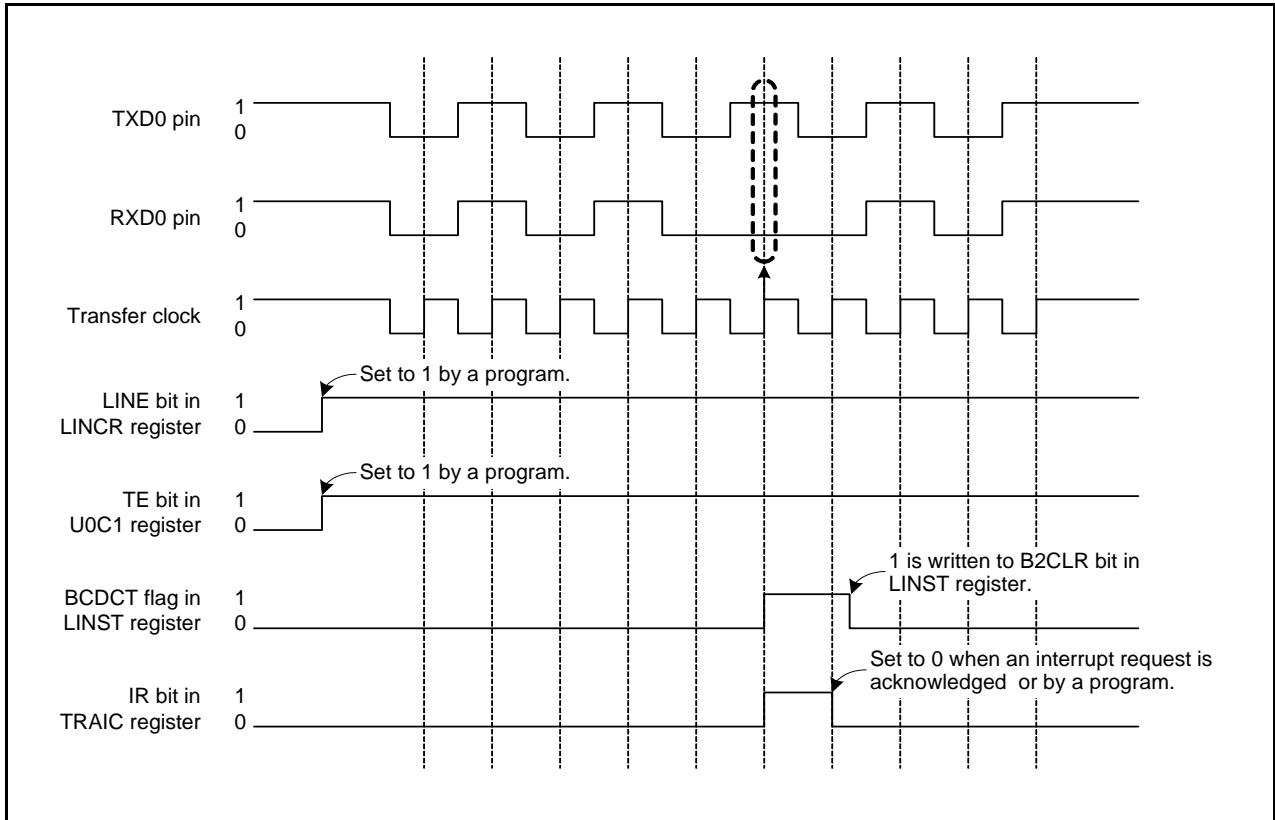 TXD0 pin
1
0
RXD0 pin
1
0
Transfer clock
1
0
Set to 1 by a program.
LINE bit in
LINCR register
1
0
Set to 1 by a program.
TE bit in
U0C1 register
1
0
1 is written to B2CLR bit in
LINST register.
BCDCT flag in
LINST register
1
0
Set to 0 when an interrupt request is
acknowledged or by a program.
IR bit in
TRAIC register
1
0